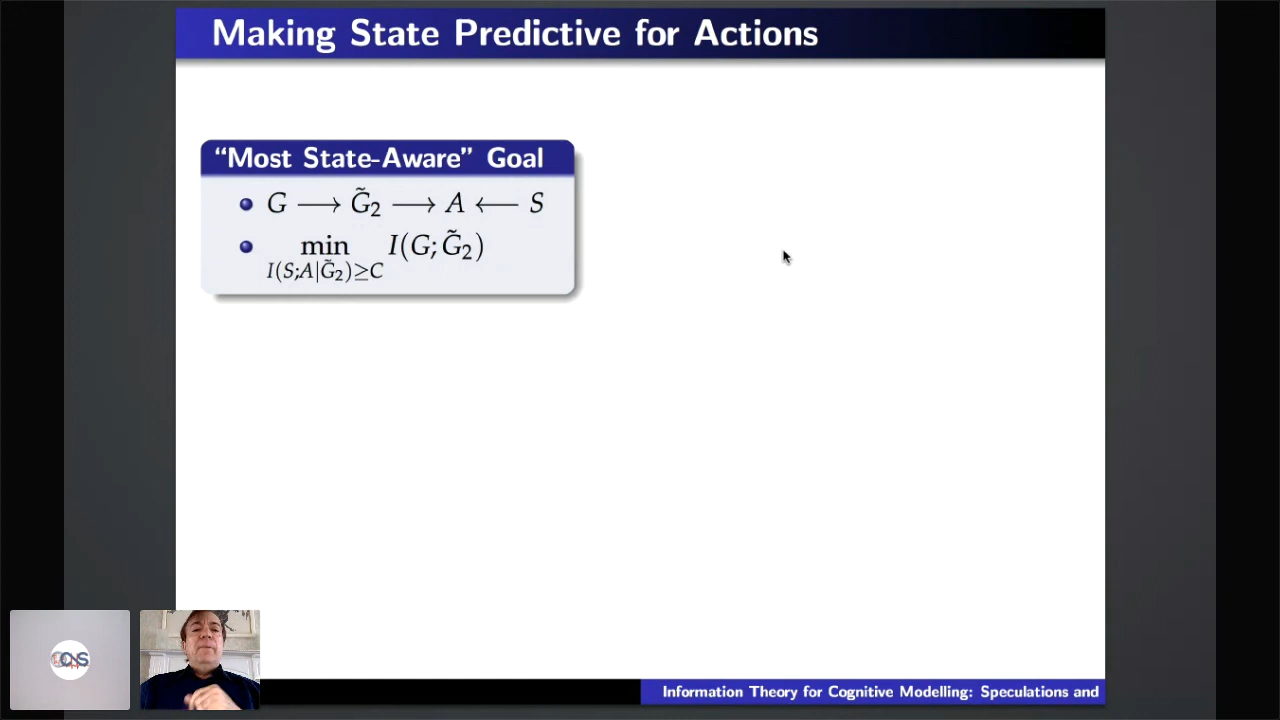 Making State Predictive for Actions
“Most State-Aware” Goal
G ⟶ G̃₂ ⟶ A ⟵ S
min I(G; G̃₂)
I(S;A|G̃₂)≥C
Information Theory for Cognitive Modelling: Speculations and